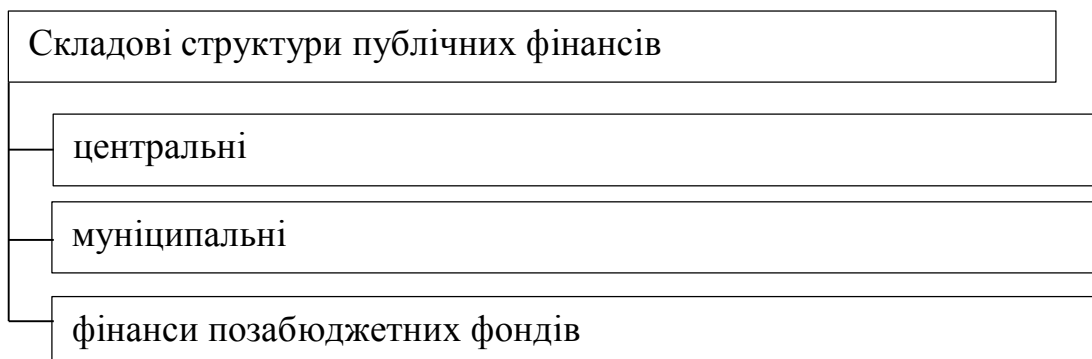 Складові структури публічних фінансів
центральні
муніципальні
фінанси позабюджетних фондів